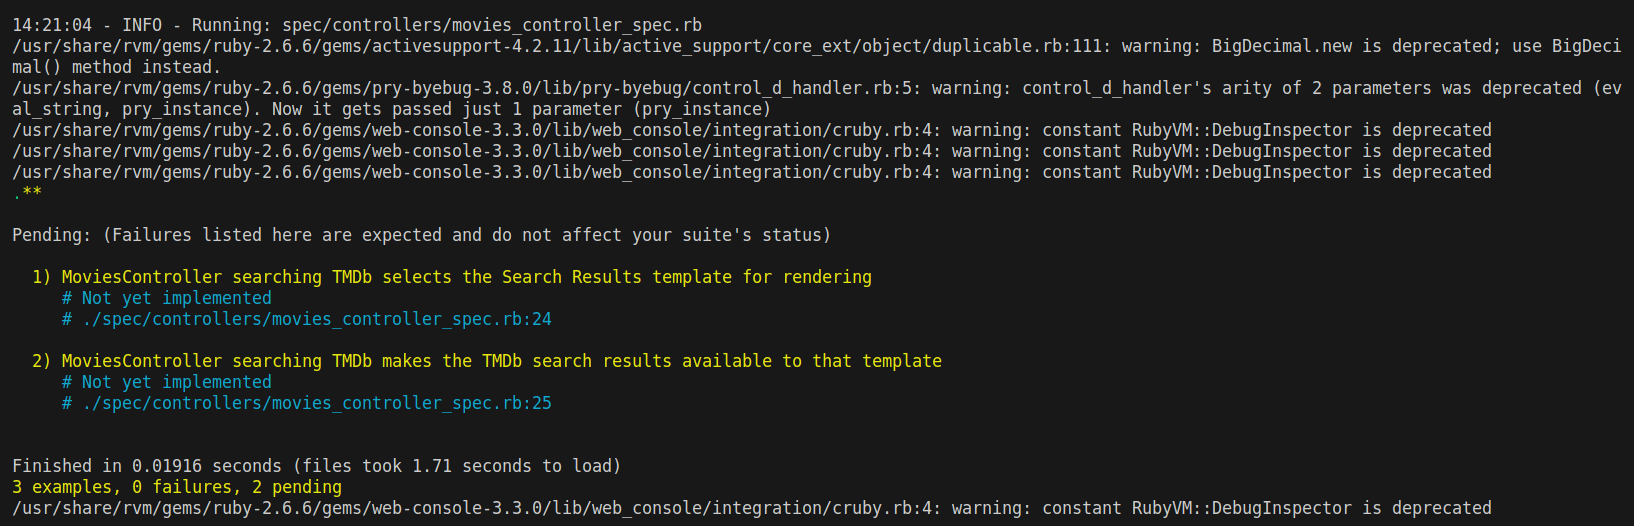 14:21:04 - INFO - Running: spec/controllers/movies_controller_spec.rb
/usr/share/rvm/gems/ruby-2.6.6/gems/activesupport-4.2.11/lib/active_support/core_ext/object/duplicable.rb:111: warning: BigDecimal.new is deprecated; use BigDeci
mal() method instead.
/usr/share/rvm/gems/ruby-2.6.6/gems/pry-byebug-3.8.0/lib/pry-byebug/control_d_handler.rb:5: warning: control_d_handler's arity of 2 parameters was deprecated (ev
al_string, pry_instance). Now it gets passed just 1 parameter (pry_instance)
/usr/share/rvm/gems/ruby-2.6.6/gems/web-console-3.3.0/lib/web_console/integration/cruby.rb:4: warning: constant RubyVM::DebugInspector is deprecated
/usr/share/rvm/gems/ruby-2.6.6/gems/web-console-3.3.0/lib/web_console/integration/cruby.rb:4: warning: constant RubyVM::DebugInspector is deprecated
/usr/share/rvm/gems/ruby-2.6.6/gems/web-console-3.3.0/lib/web_console/integration/cruby.rb:4: warning: constant RubyVM::DebugInspector is deprecated
.**

Pending: (Failures listed here are expected and do not affect your suite's status)

  1) MoviesController searching TMDb selects the Search Results template for rendering
     # Not yet implemented
     # ./spec/controllers/movies_controller_spec.rb:24

  2) MoviesController searching TMDb makes the TMDb search results available to that template
     # Not yet implemented
     # ./spec/controllers/movies_controller_spec.rb:25

Finished in 0.01916 seconds (files took 1.71 seconds to load)
3 examples, 0 failures, 2 pending
/usr/share/rvm/gems/ruby-2.6.6/gems/web-console-3.3.0/lib/web_console/integration/cruby.rb:4: warning: constant RubyVM::DebugInspector is deprecated